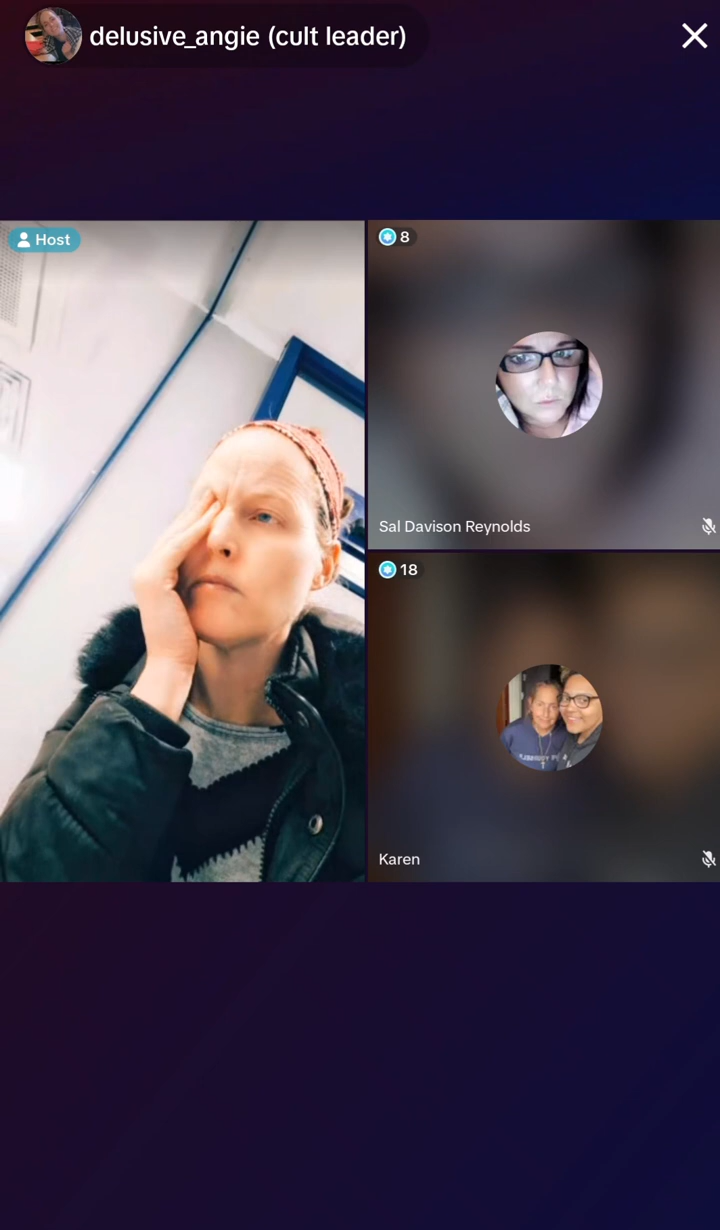 delusive_angie (cult leader)
Host
8
Sal Davison Reynolds
18
Karen